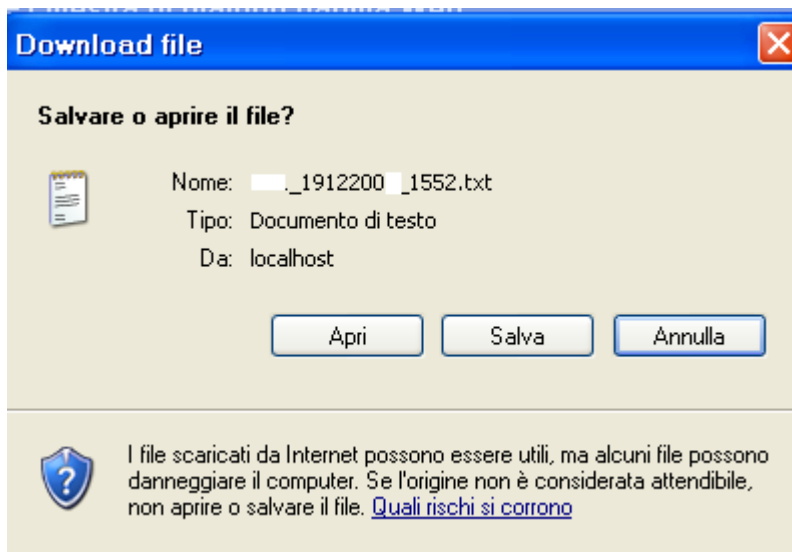 Download file
Salvare o aprire il file?
Nome: ._1912200 _1552.txt
Tipo: Documento di testo
Da: localhost
Apri Salva Annulla
I file scaricati da Internet possono essere utili, ma alcuni file possono
danneggiare il computer. Se l'origine non è considerata attendibile,
non aprire o salvare il file. Quali rischi si corrono